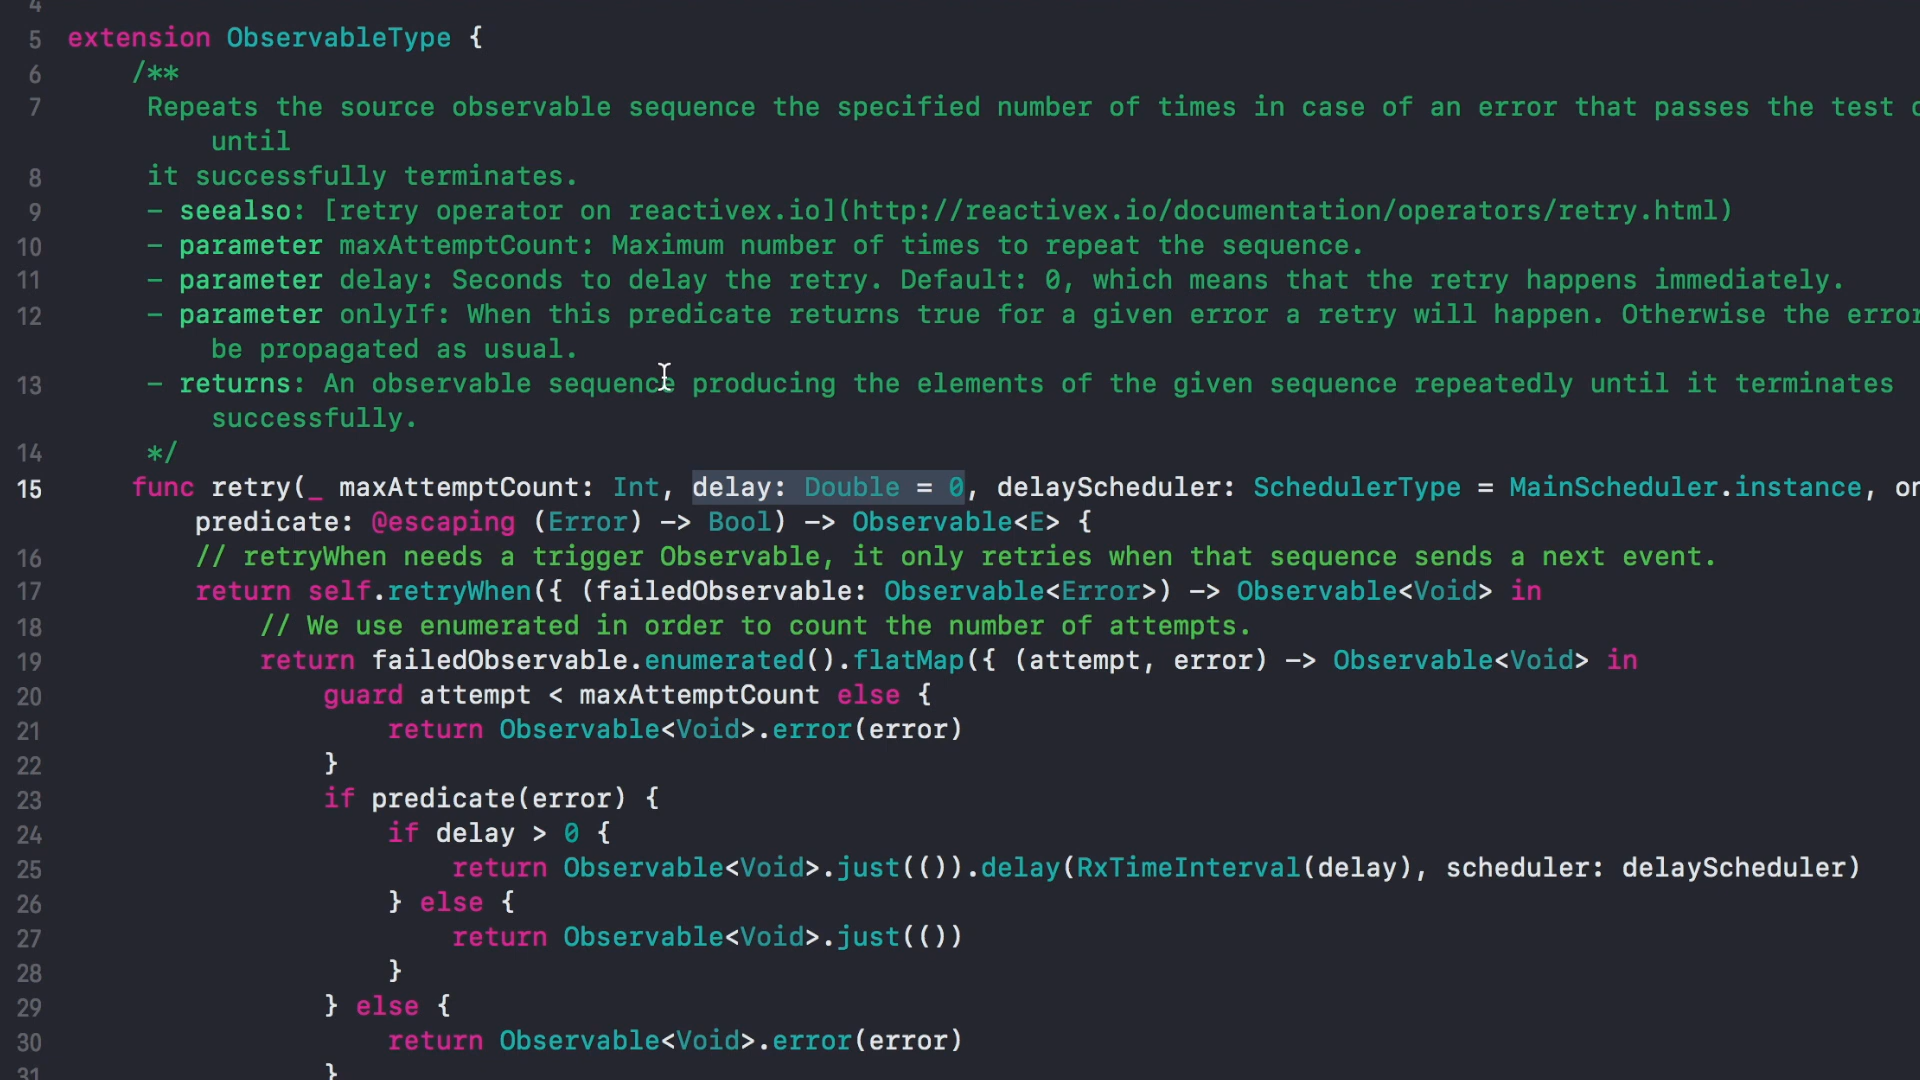 4
5 extension ObservableType {
6 /**
7 Repeats the source observable sequence the specified number of times in case of an error that passes the test
until
8 it successfully terminates.
9 - seealso: [retry operator on reactivex.io](http://reactivex.io/documentation/operators/retry.html)
10 - parameter maxAttemptCount: Maximum number of times to repeat the sequence.
11 - parameter delay: Seconds to delay the retry. Default: 0, which means that the retry happens immediately.
12 - parameter onlyIf: When this predicate returns true for a given error a retry will happen. Otherwise the error
be propagated as usual.
13 - returns: An observable sequence producing the elements of the given sequence repeatedly until it terminates
successfully.
14 */
15 func retry(_ maxAttemptCount: Int, delay: Double = 0, delayScheduler: SchedulerType = MainScheduler.instance,
predicate: @escaping (Error) -> Bool) -> Observable<E> {
16 // retryWhen needs a trigger Observable, it only retries when that sequence sends a next event.
17 return self.retryWhen({ (failedObservable: Observable<Error>) -> Observable<Void> in
18 // We use enumerated in order to count the number of attempts.
19 return failedObservable.enumerated().flatMap({ (attempt, error) -> Observable<Void> in
20 guard attempt < maxAttemptCount else {
21 return Observable<Void>.error(error)
22 }
23 if predicate(error) {
24 if delay > 0 {
25 return Observable<Void>.just(()).delay(RxTimeInterval(delay), scheduler: delayScheduler)
26 } else {
27 return Observable<Void>.just(())
28 }
29 } else {
30 return Observable<Void>.error(error)
31 }